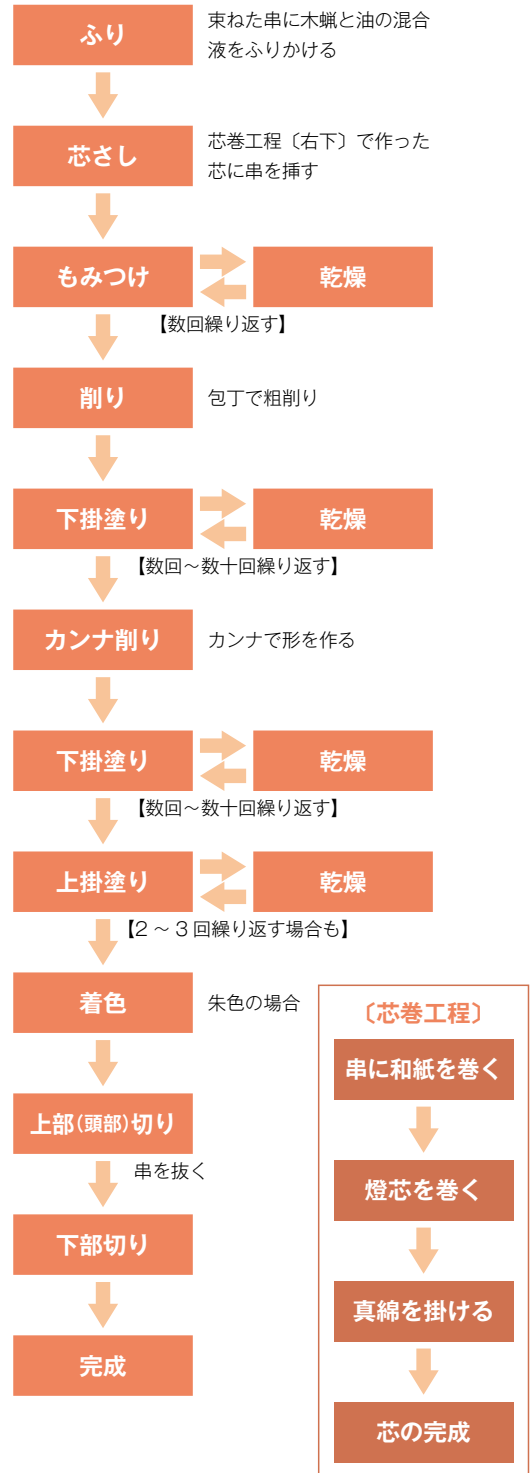 ふり
束ねた串に木蝋と油の混合
液をふりかける
芯さし
芯巻工程〔右下〕で作った
芯に串を挿す
もみつけ
乾燥
【数回繰り返す】
削り
包丁で粗削り
下掛塗り
乾燥
【数回～数十回繰り返す】
カンナ削り
カンナで形を作る
下掛塗り
乾燥
【数回～数十回繰り返す】
上掛塗り
乾燥
【2～3回繰り返す場合も】
着色
朱色の場合
上部(頭部)切り
串を抜く
下部切り
完成
〔芯巻工程〕
串に和紙を巻く
燈芯を巻く
真綿を掛ける
芯の完成